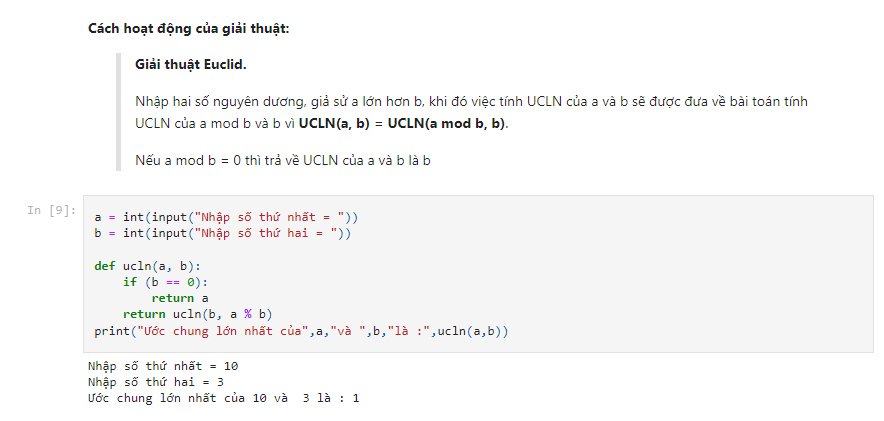 Cách hoạt động của giải thuật:
Giải thuật Euclid.
Nhập hai số nguyên dương, giả sử a lớn hơn b, khi đó việc tính UCLN của a và b sẽ được đưa về bài toán tính
UCLN của a mod b và b vì UCLN(a, b) = UCLN(a mod b, b).
Nếu a mod b = 0 thì trả về UCLN của a và b là b
In [9]:
a = int(input("Nhập số thứ nhất = "))
b = int(input("Nhập số thứ hai = "))
def ucln(a, b):
    if (b == 0):
        return a
    return ucln(b, a % b)
print("Ước chung lớn nhất của",a,"và ",b,"là :",ucln(a,b))
Nhập số thứ nhất = 10
Nhập số thứ hai = 3
Ước chung lớn nhất của 10 và  3 là : 1